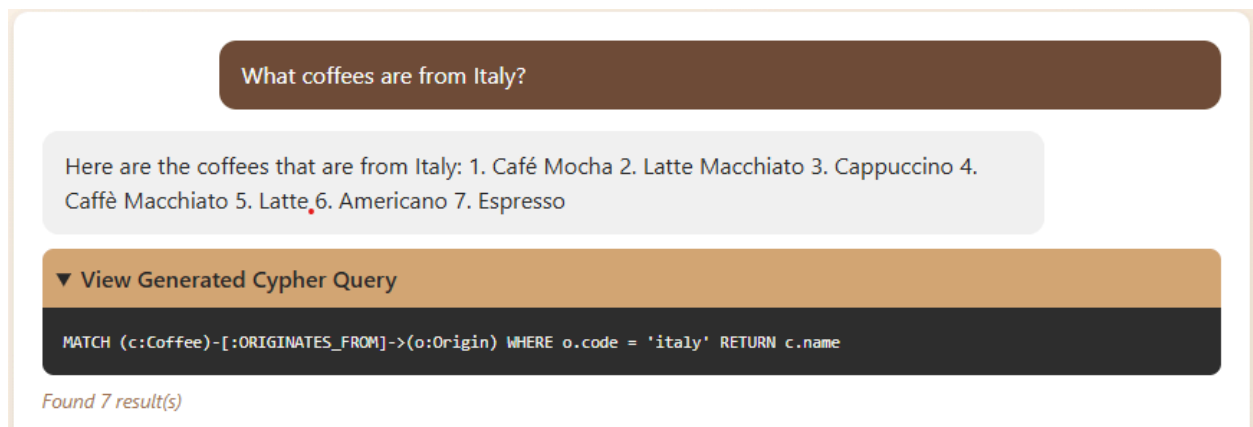 What coffees are from Italy?
Here are the coffees that are from Italy: 1. Café Mocha 2. Latte Macchiato 3. Cappuccino 4.
Caffè Macchiato 5. Latte 6. Americano 7. Espresso
▼ View Generated Cypher Query
MATCH (c:Coffee)-[:ORIGINATES_FROM]->(o:Origin) WHERE o.code = 'italy' RETURN c.name
Found 7 result(s)